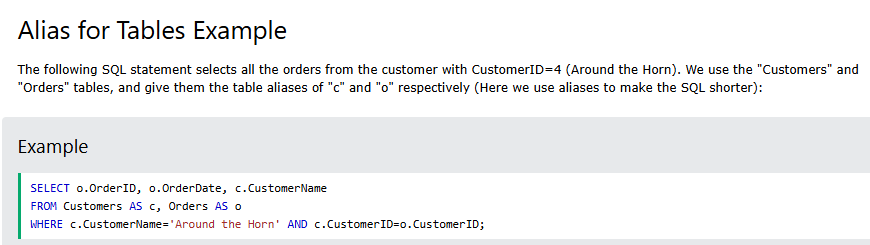 Alias for Tables Example
The following SQL statement selects all the orders from the customer with CustomerID=4 (Around the Horn). We use the "Customers" and
"Orders" tables, and give them the table aliases of "c" and "o" respectively (Here we use aliases to make the SQL shorter):
Example
SELECT o.OrderID, o.OrderDate, c.CustomerName
FROM Customers AS c, Orders AS o
WHERE c.CustomerName='Around the Horn' AND c.CustomerID=o.CustomerID;